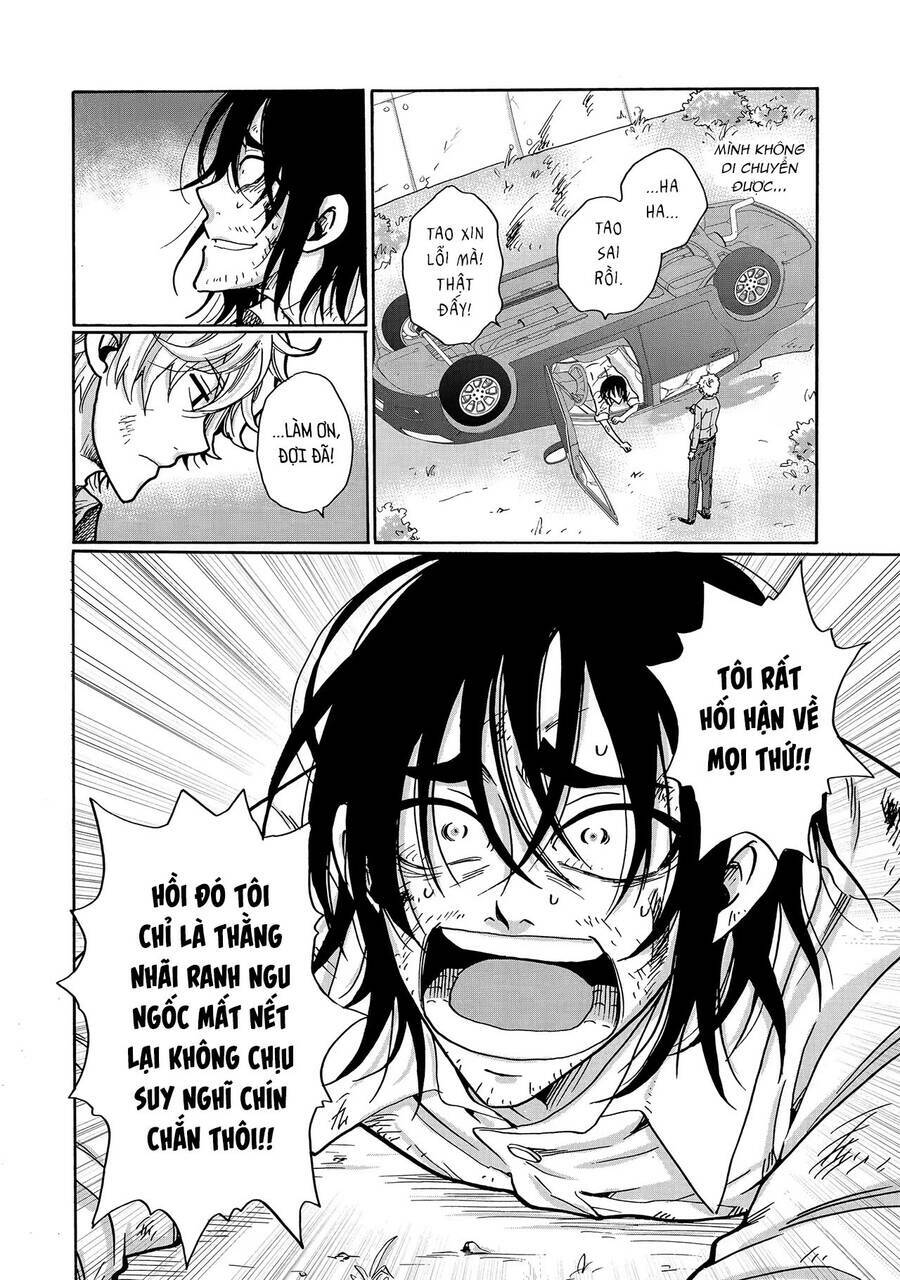 MÌNH KHÔNG
DI CHUYỂN
ĐƯỢC...
...HA
HA...
TAO
SAI
RỒI.
TAO XIN
LỖI MÀ!
THẬT
ĐẤY!
...LÀM ƠN,
ĐỢI ĐÃ!
TÔI RẤT
HỐI HẬN VỀ
MỌI THỨ!!
HỒI ĐÓ TÔI
CHỈ LÀ THẰNG
NHÃI RANH NGU
NGỐC MẤT NẾT
LẠI KHÔNG CHỊU
SUY NGHĨ CHÍN
CHẮN THÔI!!